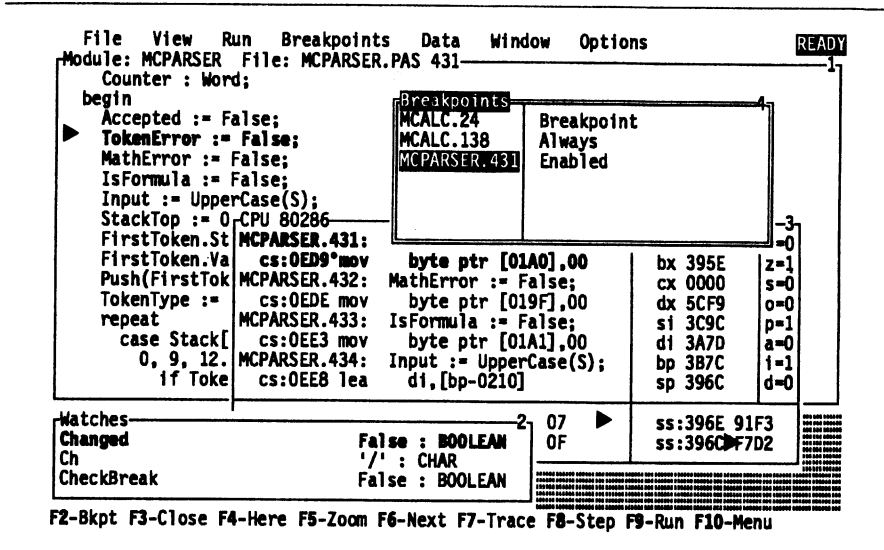 File View Run Breakpoints Data Window Options READY
Module: MCPARSER File: MCPARSER.PAS 431 1
Counter : Word;
begin
Accepted := False;
TokenError := False;
MathError := False;
IsFormula := False;
Input := UpperCase(S);
StackTop := 0
FirstToken.St
FirstToken.Va
Push(FirstTok
TokenType :=
repeat
case Stack[
0, 9, 12.
if Toke
Breakpoints 4
MCALC.24
MCALC.138
MCPARSER.431
Breakpoint
Always
Enabled
CPU 80286 3
MCPARSER.431:
cs:0ED9*mov byte ptr [01A0],00
MCPARSER.432: MathError := False;
cs:0EDE mov byte ptr [019F],00
MCPARSER.433: IsFormula := False;
cs:0EE3 mov byte ptr [01A1],00
MCPARSER.434: Input := UpperCase(S);
cs:0EE8 lea di,[bp-0210]
=0
bx 395E z=1
cx 0000 s=0
dx 5CF9 o=0
si 3C9C p=1
di 3A7D a=0
bp 3B7C i=1
sp 396C d=0
07 ss:396E 91F3
0F ss:396C F7D2
Watches 2
Changed False : BOOLEAN
Ch '/' : CHAR
CheckBreak False : BOOLEAN
F2-Bkpt F3-Close F4-Here F5-Zoom F6-Next F7-Trace F8-Step F9-Run F10-Menu